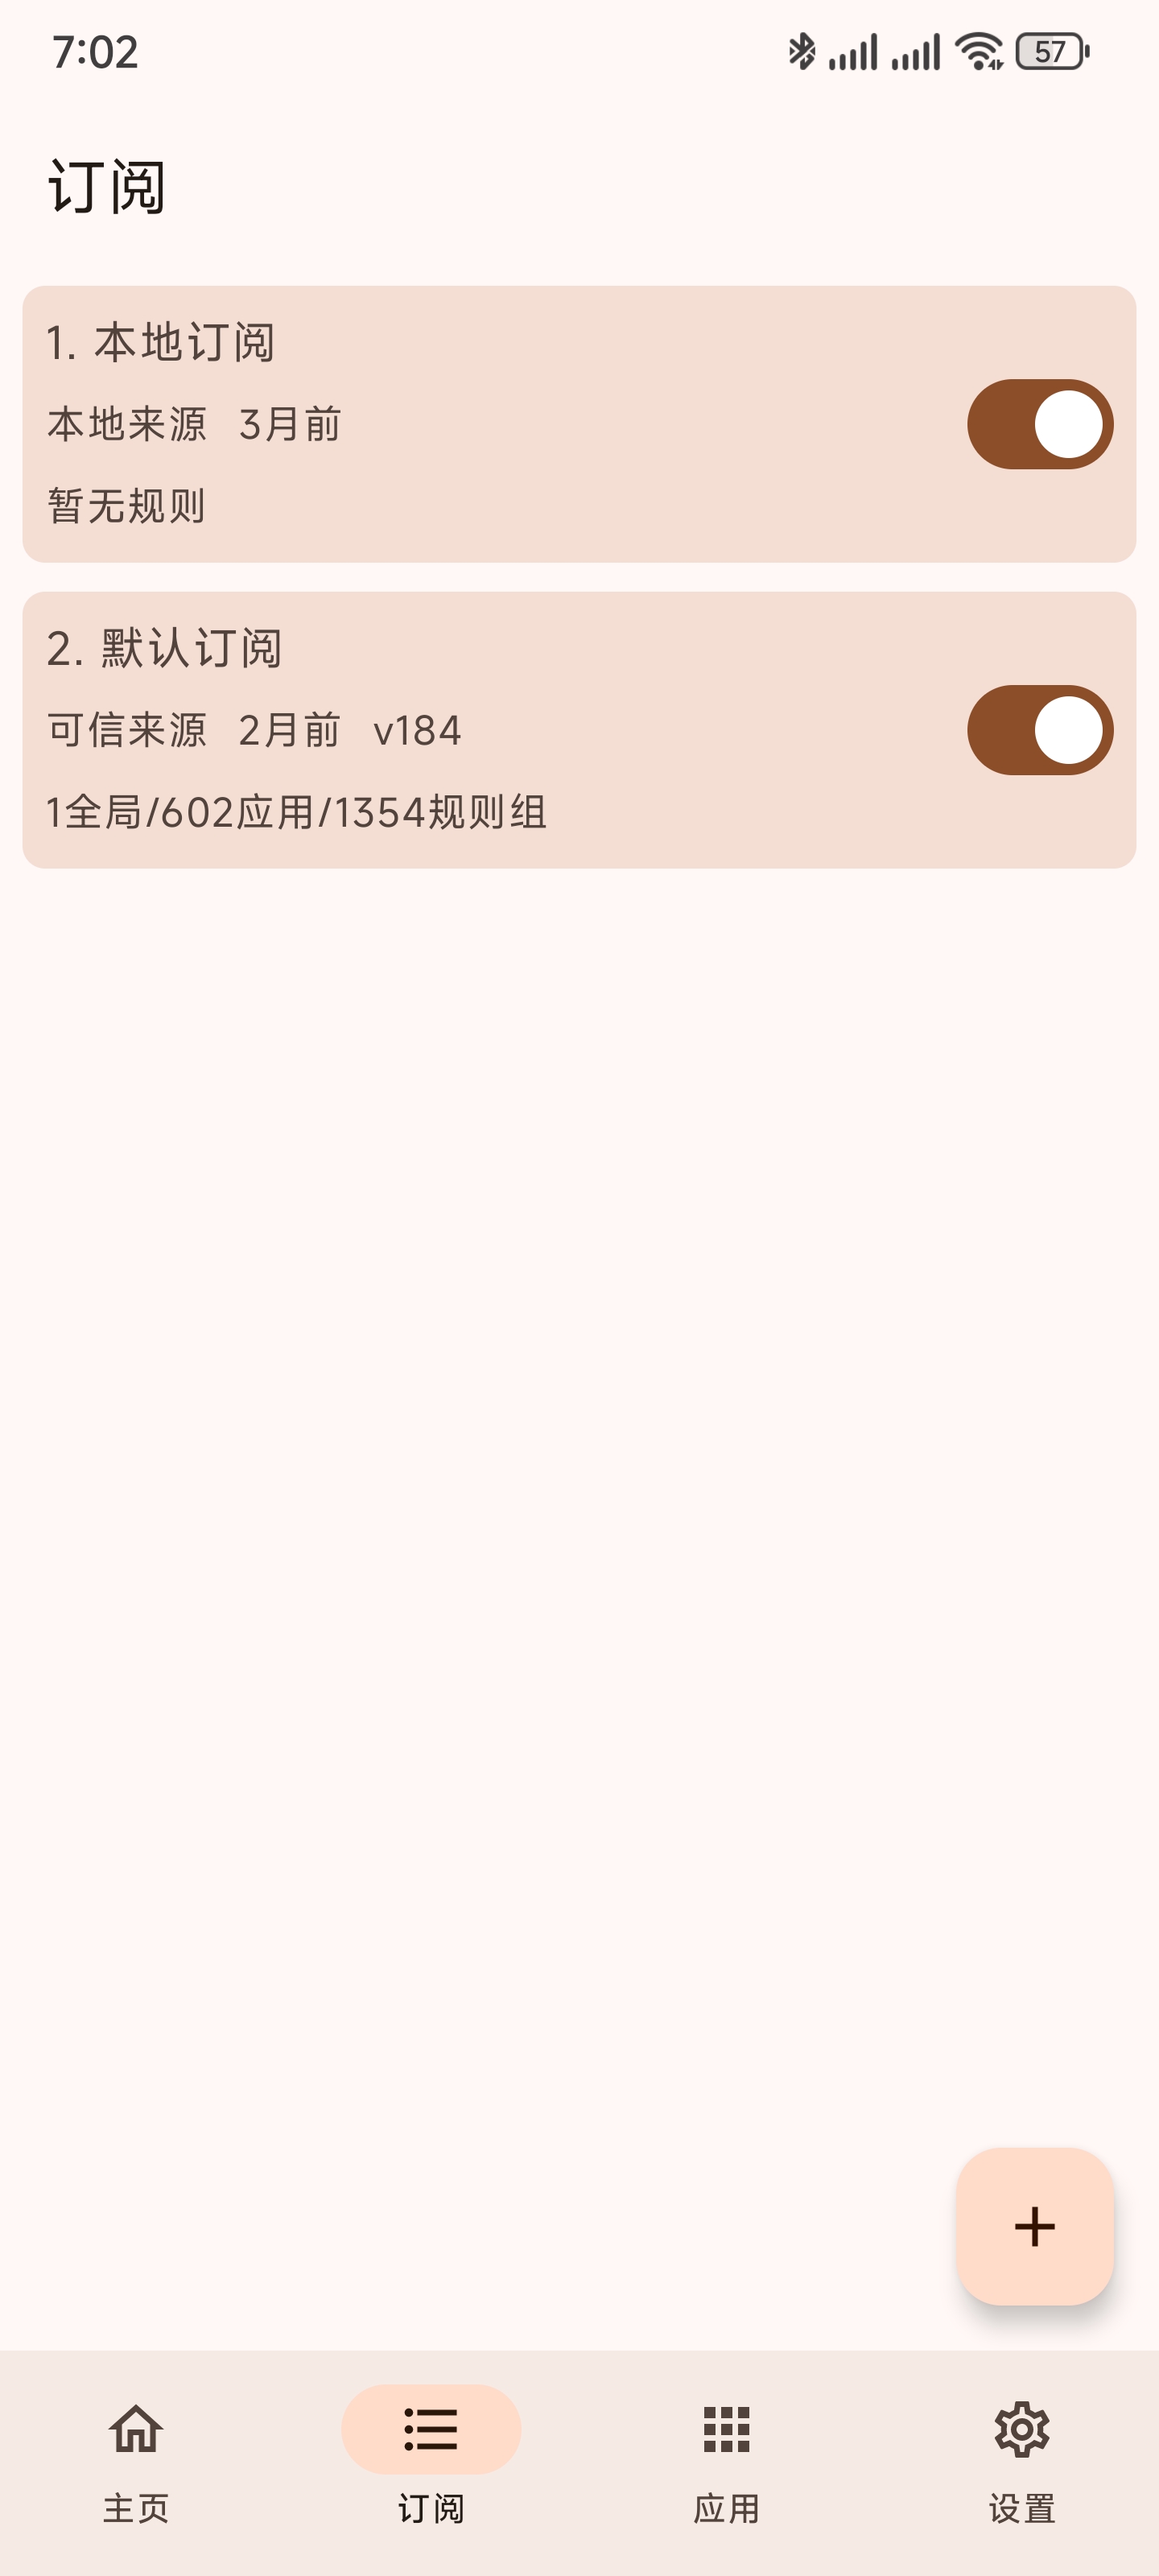 7:02
57
订阅
1. 本地订阅
本地来源 3月前
暂无规则
2. 默认订阅
可信来源 2月前 v184
1全局/602应用/1354规则组
主页
订阅
应用
设置